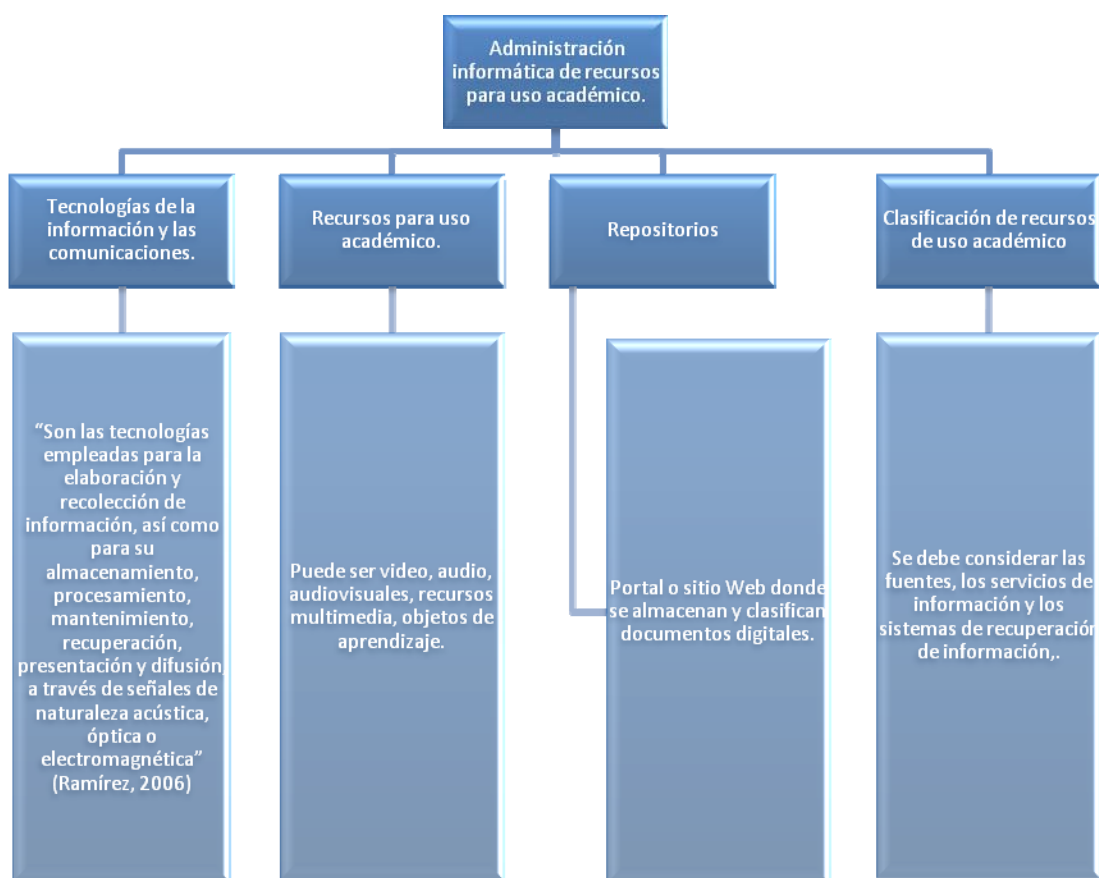 Administración
informática de recursos
para uso académico.
Tecnologías de la
información y las
comunicaciones.
Recursos para uso
académico.
Repositorios
Clasificación de recursos
de uso académico
“Son las tecnologías
empleadas para la
elaboración y
recolección de
información, así como
para su
almacenamiento,
procesamiento,
mantenimiento,
recuperación,
presentación y difusión,
a través de señales de
naturaleza acústica,
óptica o
electromagnética”
(Ramírez, 2006)
Puede ser video, audio,
audiovisuales, recursos
multimedia, objetos de
aprendizaje.
Portal o sitio Web donde
se almacenan y clasifican
documentos digitales.
Se debe considerar las
fuentes, los servicios de
información y los
sistemas de recuperación
de información,.